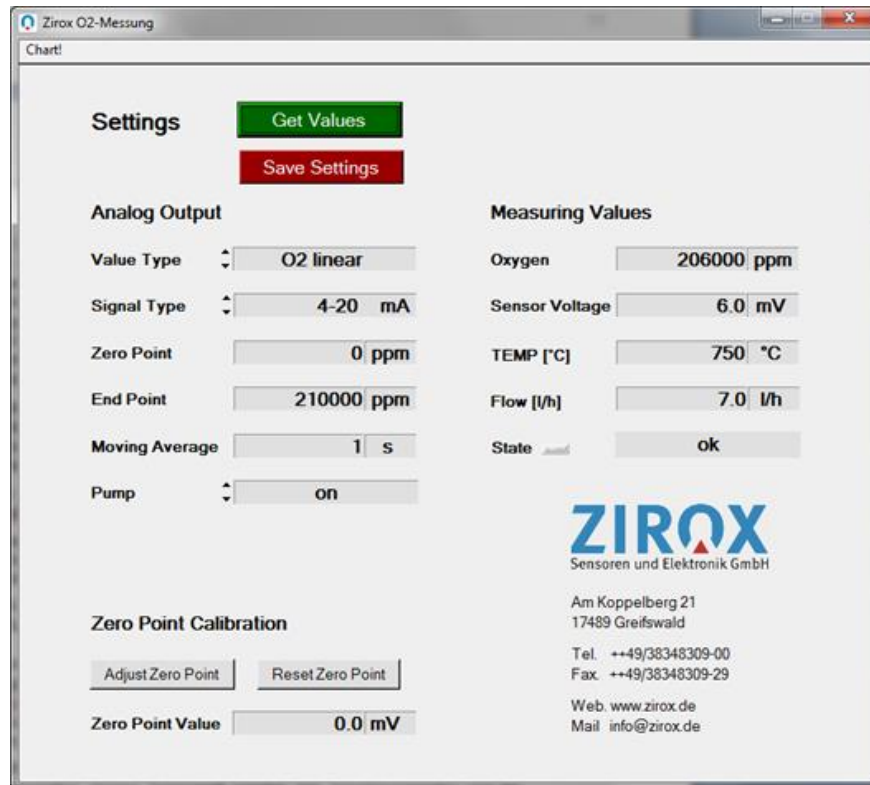 Zirox O2-Messung
Chart!
Settings
Get Values
Save Settings
Analog Output
Value Type O2 linear
Signal Type 4-20 mA
Zero Point 0 ppm
End Point 210000 ppm
Moving Average 1 s
Pump on
Measuring Values
Oxygen 206000 ppm
Sensor Voltage 6.0 mV
TEMP [°C] 750 °C
Flow [l/h] 7.0 l/h
State ok
ZIROX
Sensoren und Elektronik GmbH
Am Koppelberg 21
17489 Greifswald
Tel. ++49/38348309-00
Fax. ++49/38348309-29
Web. www.zirox.de
Mail info@zirox.de
Zero Point Calibration
Adjust Zero Point Reset Zero Point
Zero Point Value 0.0 mV